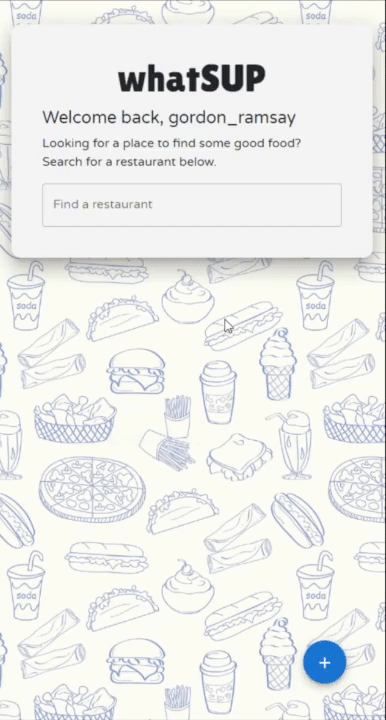 soda
soda
whatSUP
Welcome back, gordon_ramsay
Looking for a place to find some good food?
Search for a restaurant below.
Find a restaurant
soda
soda
soda
soda
+